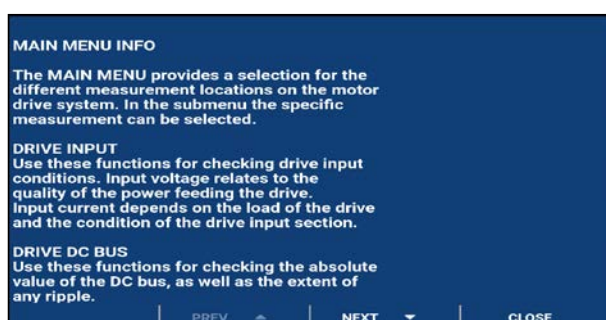 MAIN MENU INFO
The MAIN MENU provides a selection for the
different measurement locations on the motor
drive system. In the submenu the specific
measurement can be selected.
DRIVE INPUT
Use these functions for checking drive input
conditions. Input voltage relates to the
quality of the power feeding the drive.
Input current depends on the load of the drive
and the condition of the drive input section.
DRIVE DC BUS
Use these functions for checking the absolute
value of the DC bus, as well as the extent of
any ripple.
PREV NEXT CLOSE